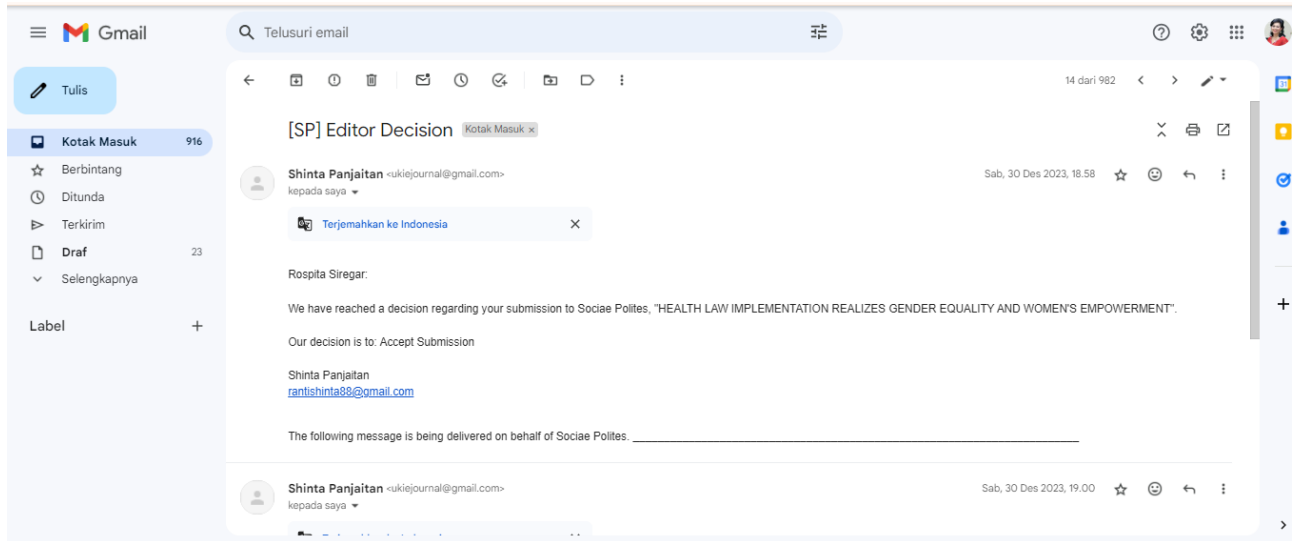 Gmail
Telusuri email
Tulis
14 dari 982
Kotak Masuk 916
Berbintang
Ditunda
Terkirim
Draf 23
Selengkapnya
Label +
[SP] Editor Decision Kotak Masuk ×
Shinta Panjaitan <ukiejournal@gmail.com> Sab, 30 Des 2023, 18.58
kepada saya
Terjemahkan ke Indonesia
Rospita Siregar:
We have reached a decision regarding your submission to Sociae Polites, "HEALTH LAW IMPLEMENTATION REALIZES GENDER EQUALITY AND WOMEN'S EMPOWERMENT".
Our decision is to: Accept Submission
Shinta Panjaitan
rantishinta88@gmail.com
The following message is being delivered on behalf of Sociae Polites. ____________________
Shinta Panjaitan <ukiejournal@gmail.com> Sab, 30 Des 2023, 19.00
kepada saya
31